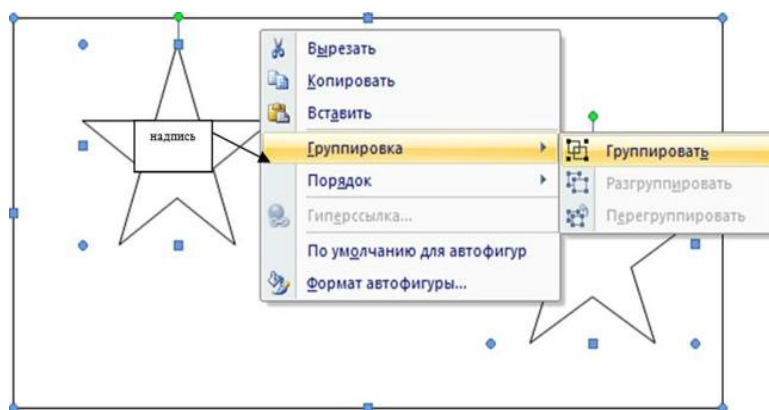 Вырезать
Копировать
Вставить
надпись
Группировка
Группировать
Порядок
Разгруппировать
Гиперссылка...
Перегруппировать
По умолчанию для автофигур
Формат автофигуры...